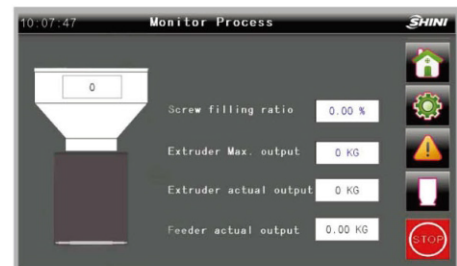 10:07:47 Monitor Process SHINI
0
Screw filling ratio 0.00 %
Extruder Max. output 0 KG
Extruder actual output 0 KG
Feeder actual output 0.00 KG
STOP